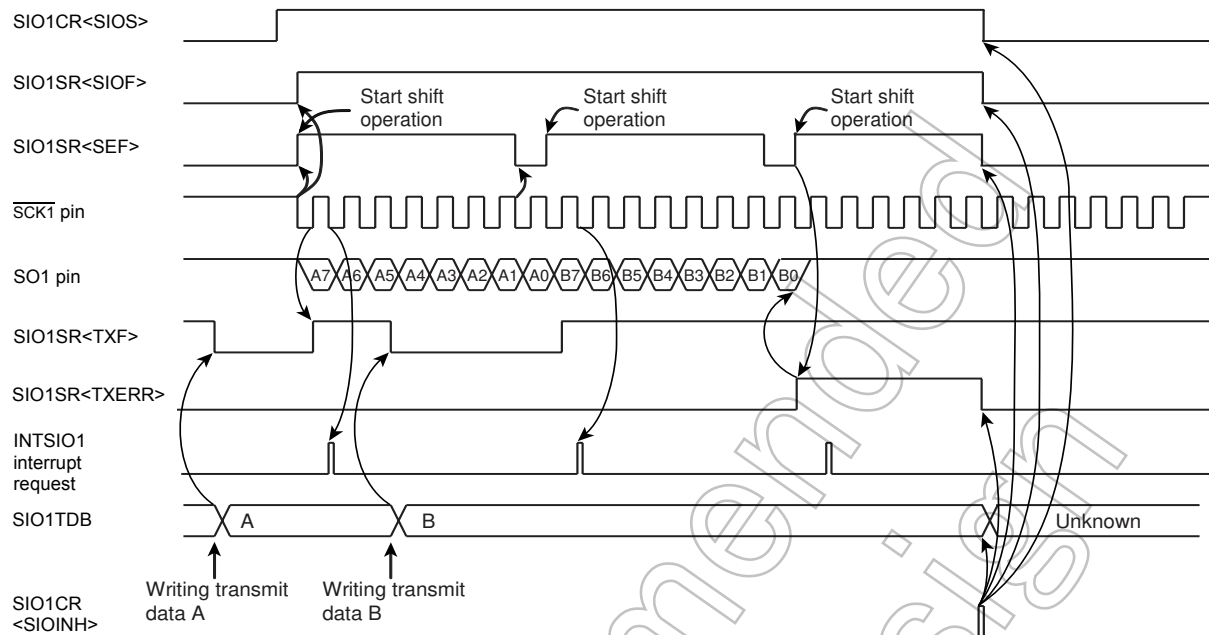 SIO1CR<SIOS>
SIO1SR<SIOF>
Start shift
operation
Start shift
operation
Start shift
operation
SIO1SR<SEF>
SCK1 pin
SO1 pin
A7 A6 A5 A4 A3 A2 A1 A0 B7 B6 B5 B4 B3 B2 B1 B0
SIO1SR<TXF>
SIO1SR<TXERR>
INTSIO1
interrupt
request
SIO1TDB
A
B
Unknown
Writing transmit
data A
Writing transmit
data B
SIO1CR
<SIOINH>
mended
sign